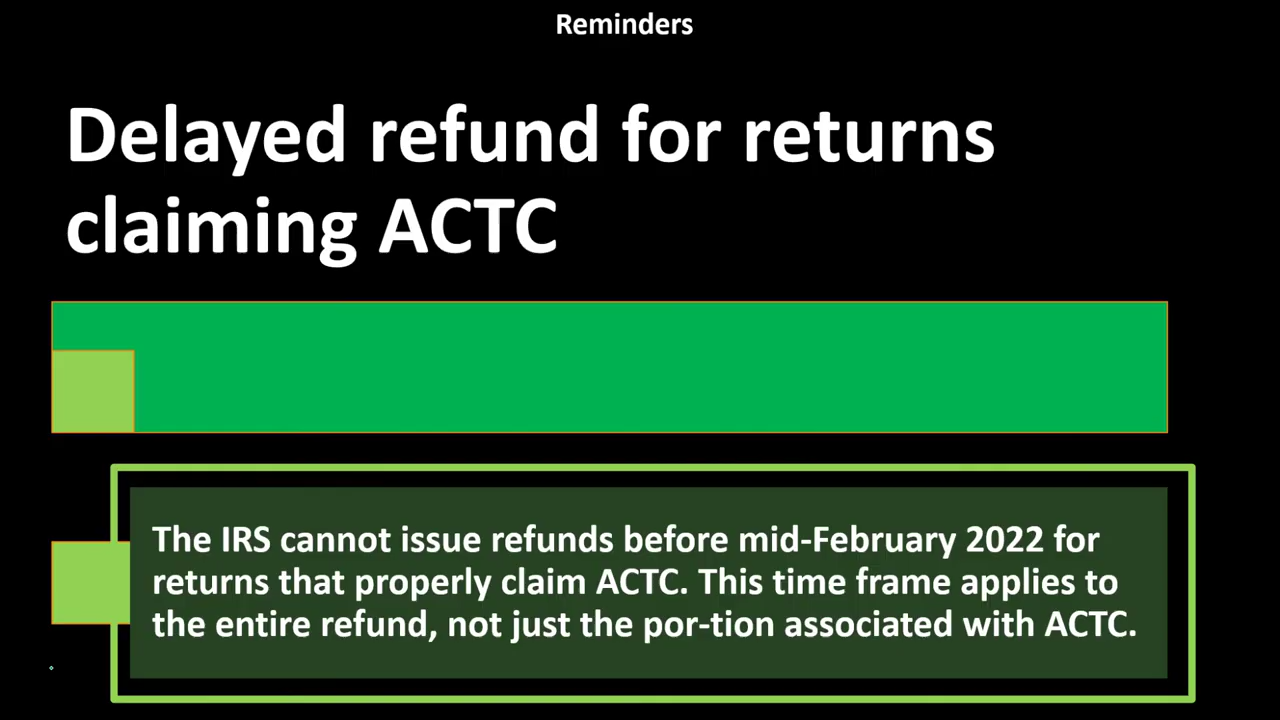 Reminders
Delayed refund for returns
claiming ACTC
The IRS cannot issue refunds before mid-February 2022 for
returns that properly claim ACTC. This time frame applies to
the entire refund, not just the por-tion associated with ACTC.